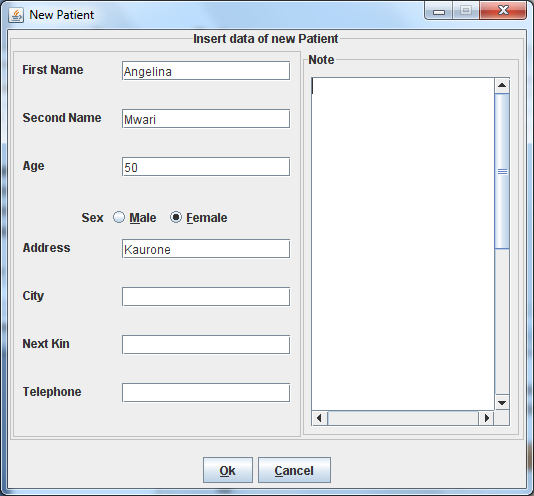 New Patient
Insert data of new Patient
First Name Angelina
Second Name Mwari
Age 50
Sex Male Female
Address Kaurone
City
Next Kin
Telephone
Note
Ok Cancel